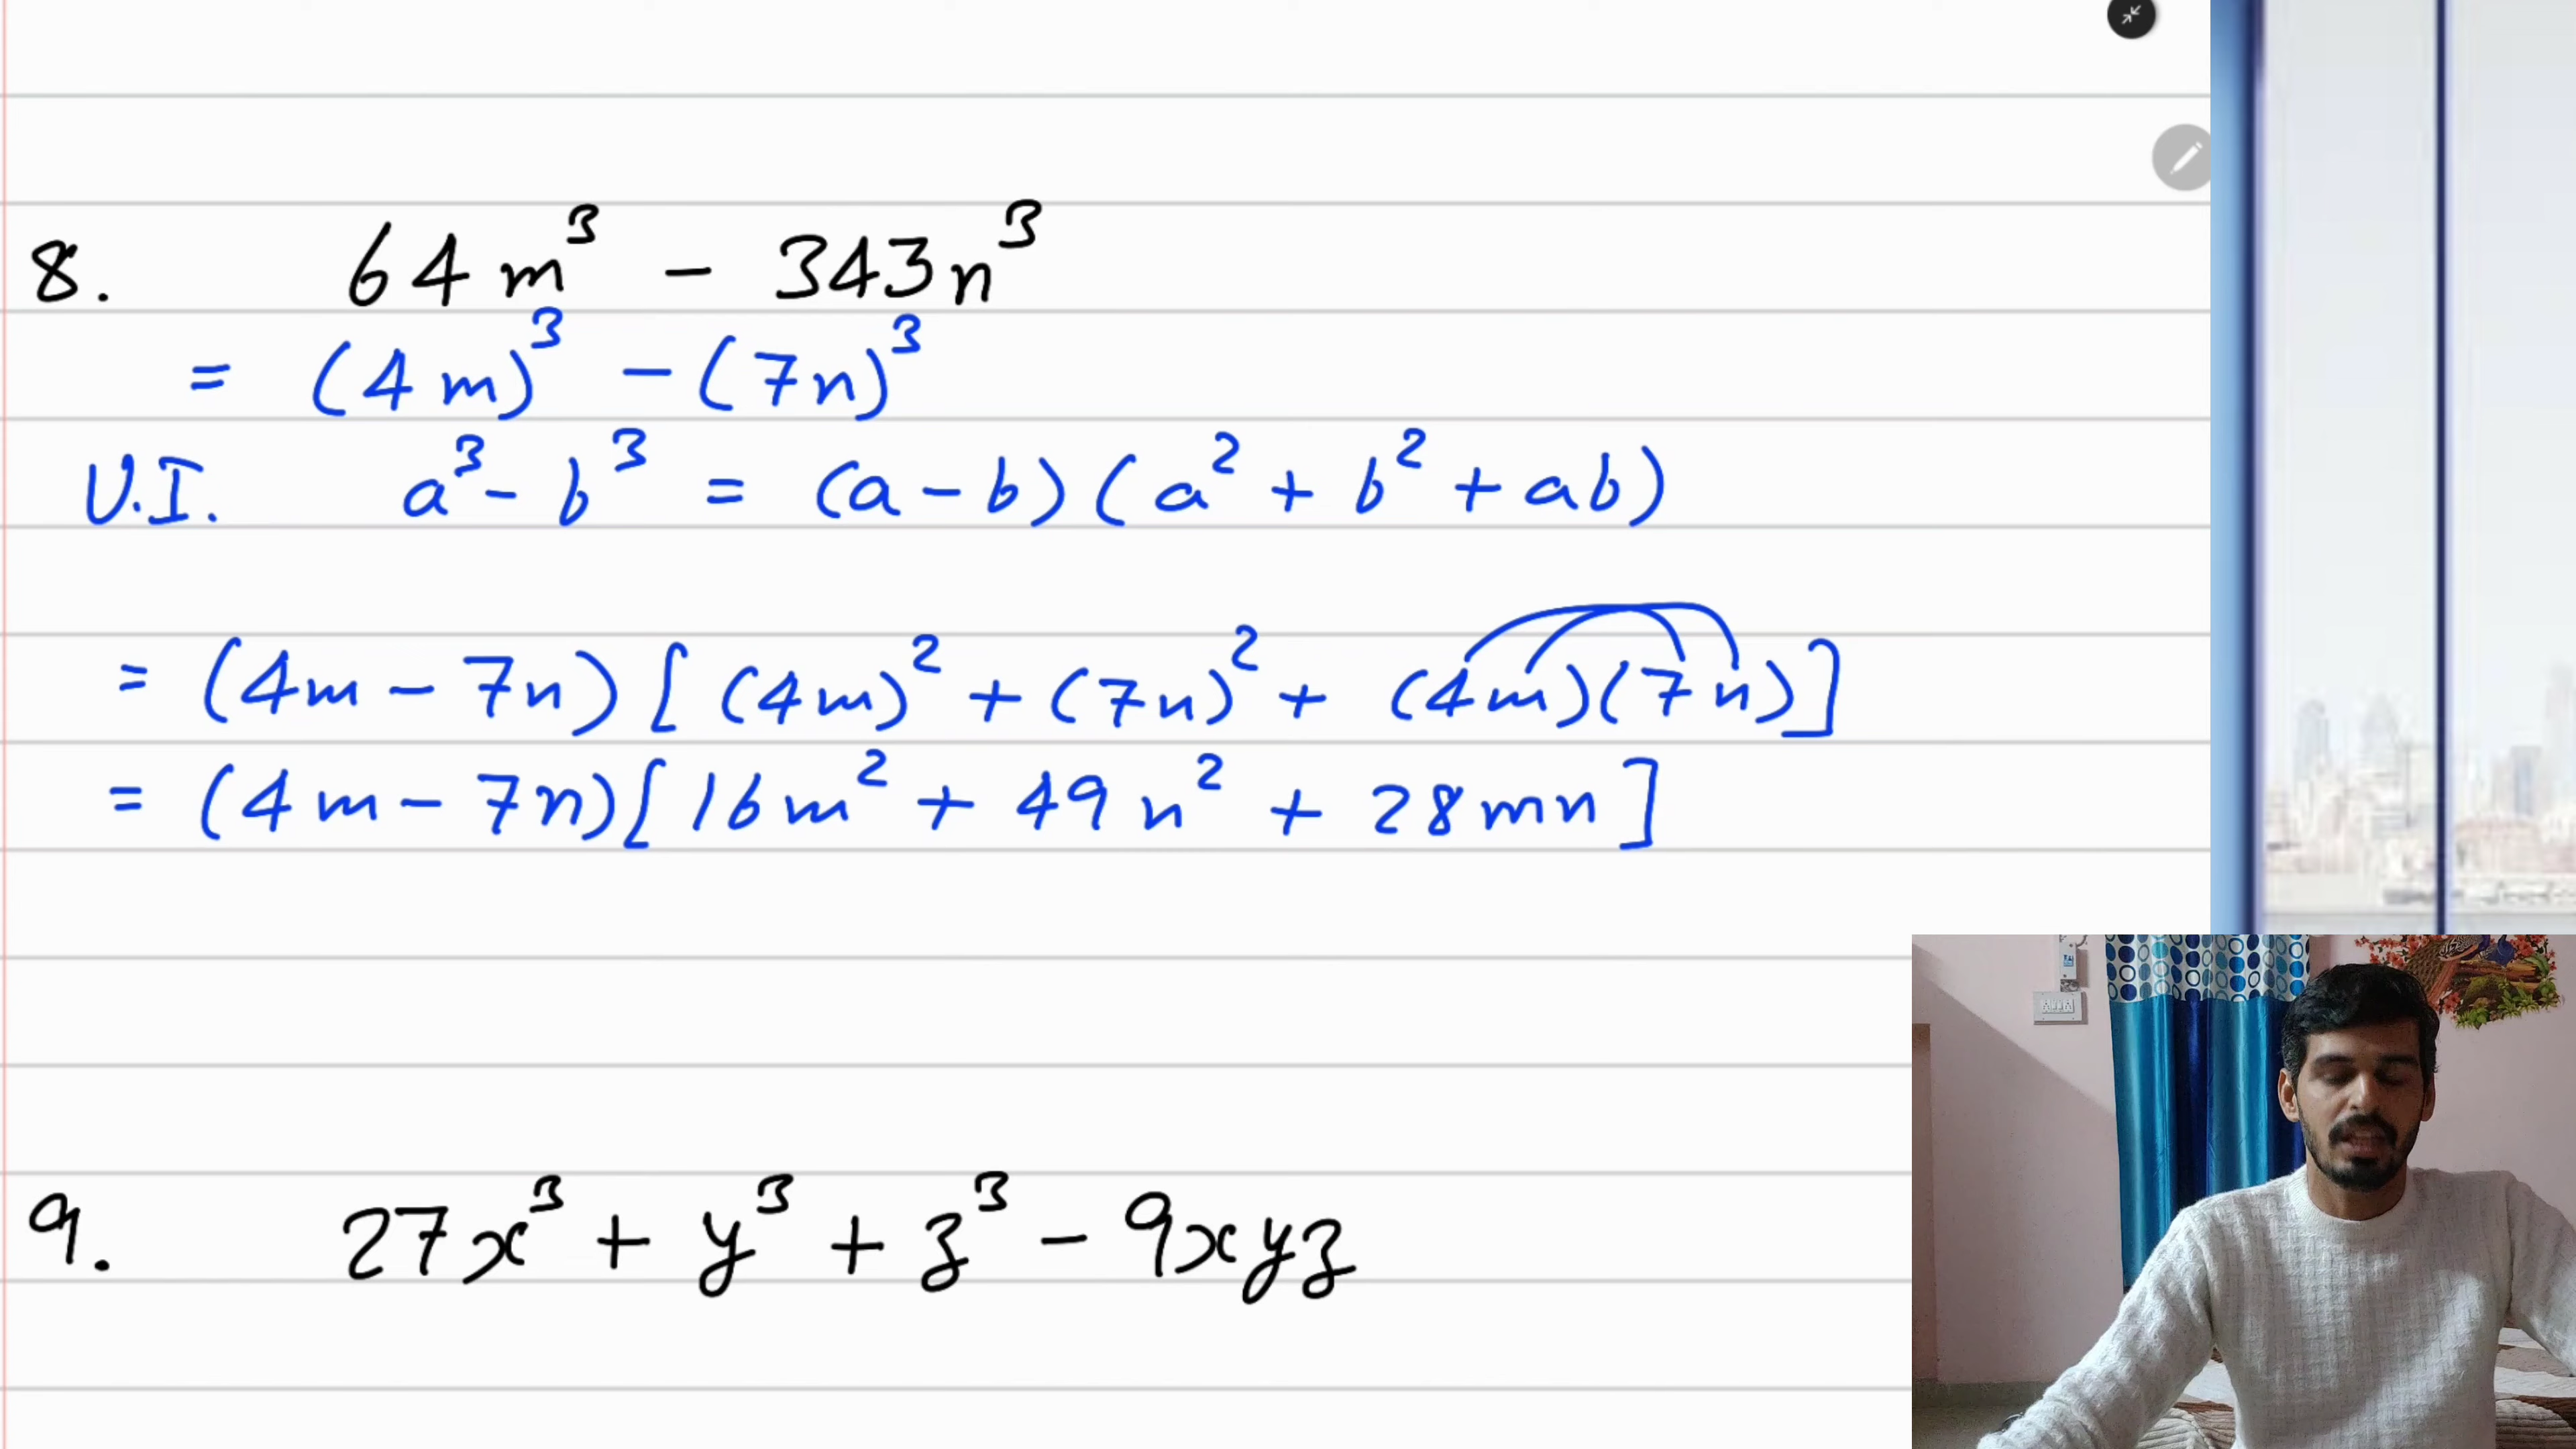 8. 64m³ - 343n³
= (4m)³ - (7n)³
U.I. a³ - b³ = (a - b) (a² + b² + ab)
= (4m - 7n) [(4m)² + (7n)² + (4m)(7n)]
= (4m - 7n) [16m² + 49n² + 28mn]
9. 27x³ + y³ + z³ - 9xyz